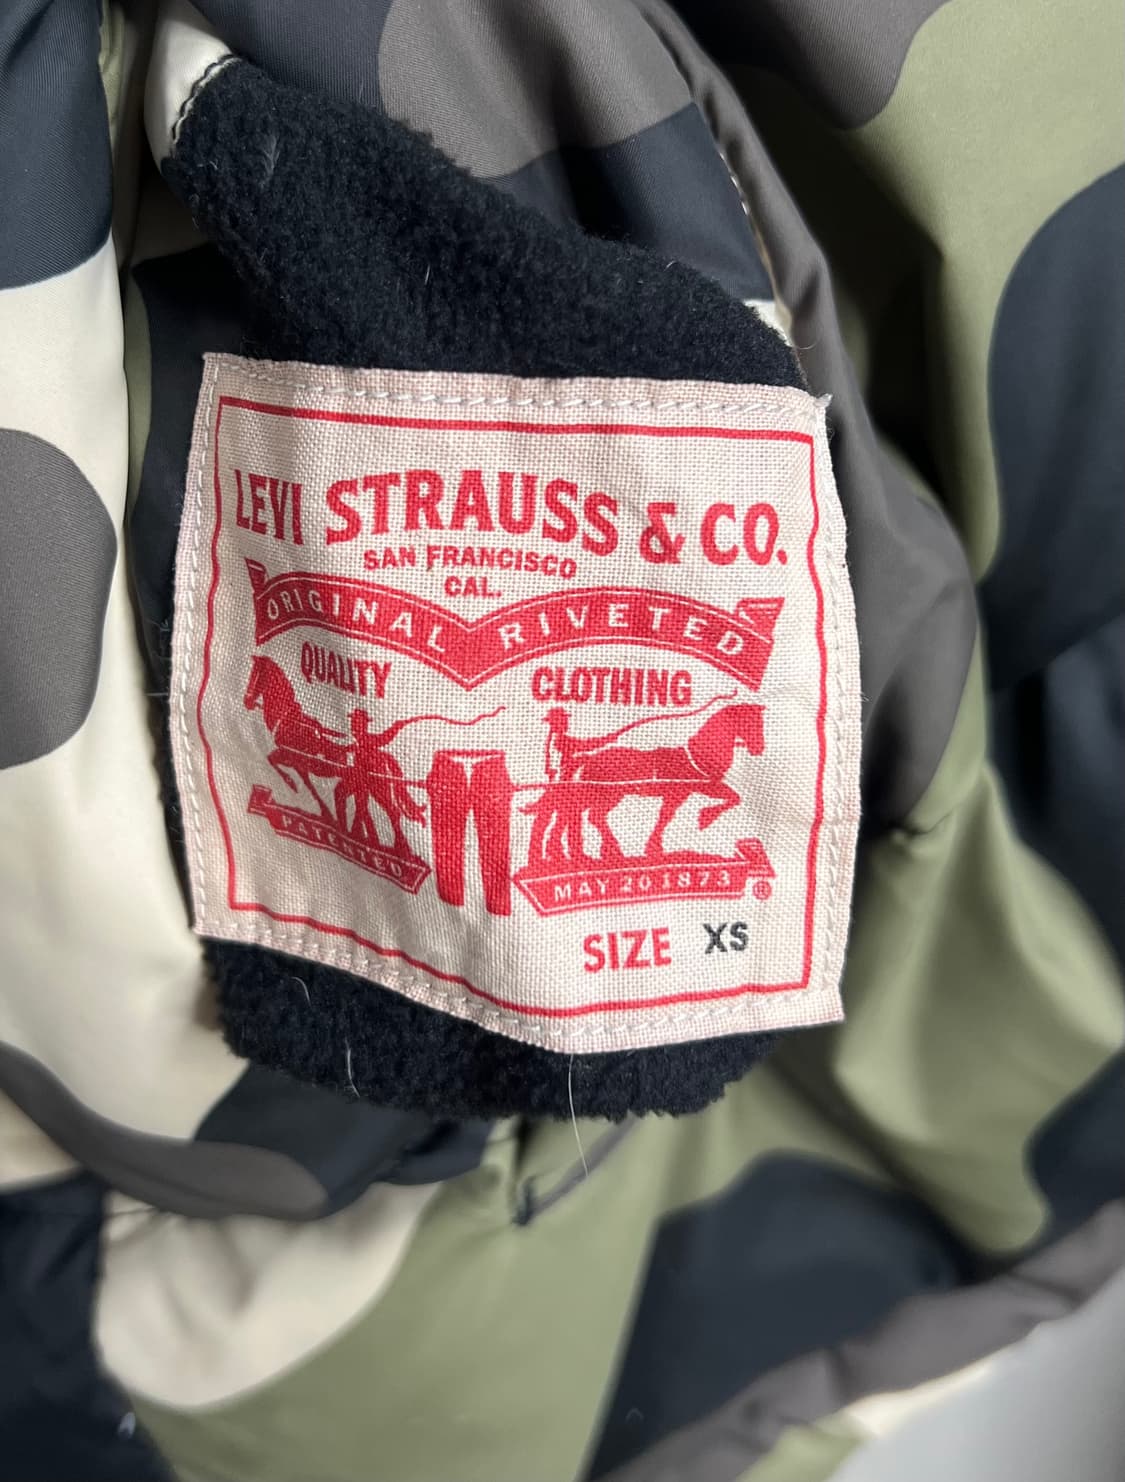 LEVI STRAUSS & CO.
SAN FRANCISCO
CAL.
ORIGINAL RIVETED
QUALITY CLOTHING
PATENTED MAY 20 1873 ®
SIZE XS